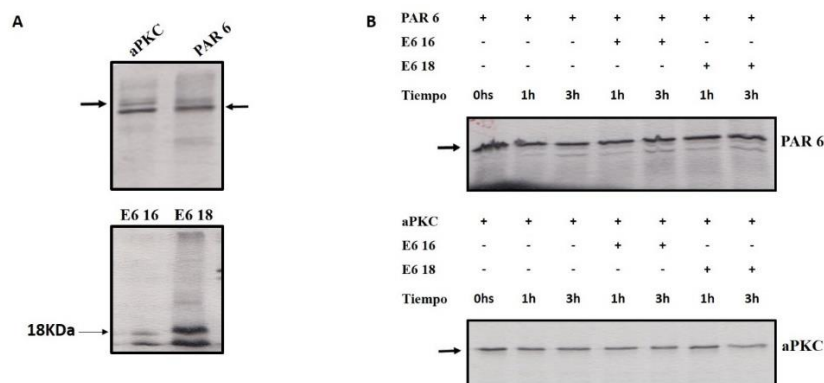 A
aPKC PAR 6
E6 16 E6 18
18KDa
B
PAR 6 + + + + + + +
E6 16 - - - + + - -
E6 18 - - - - - + +
Tiempo 0hs 1h 3h 1h 3h 1h 3h
PAR 6
aPKC + + + + + + +
E6 16 - - - + + - -
E6 18 - - - - - + +
Tiempo 0hs 1h 3h 1h 3h 1h 3h
aPKC